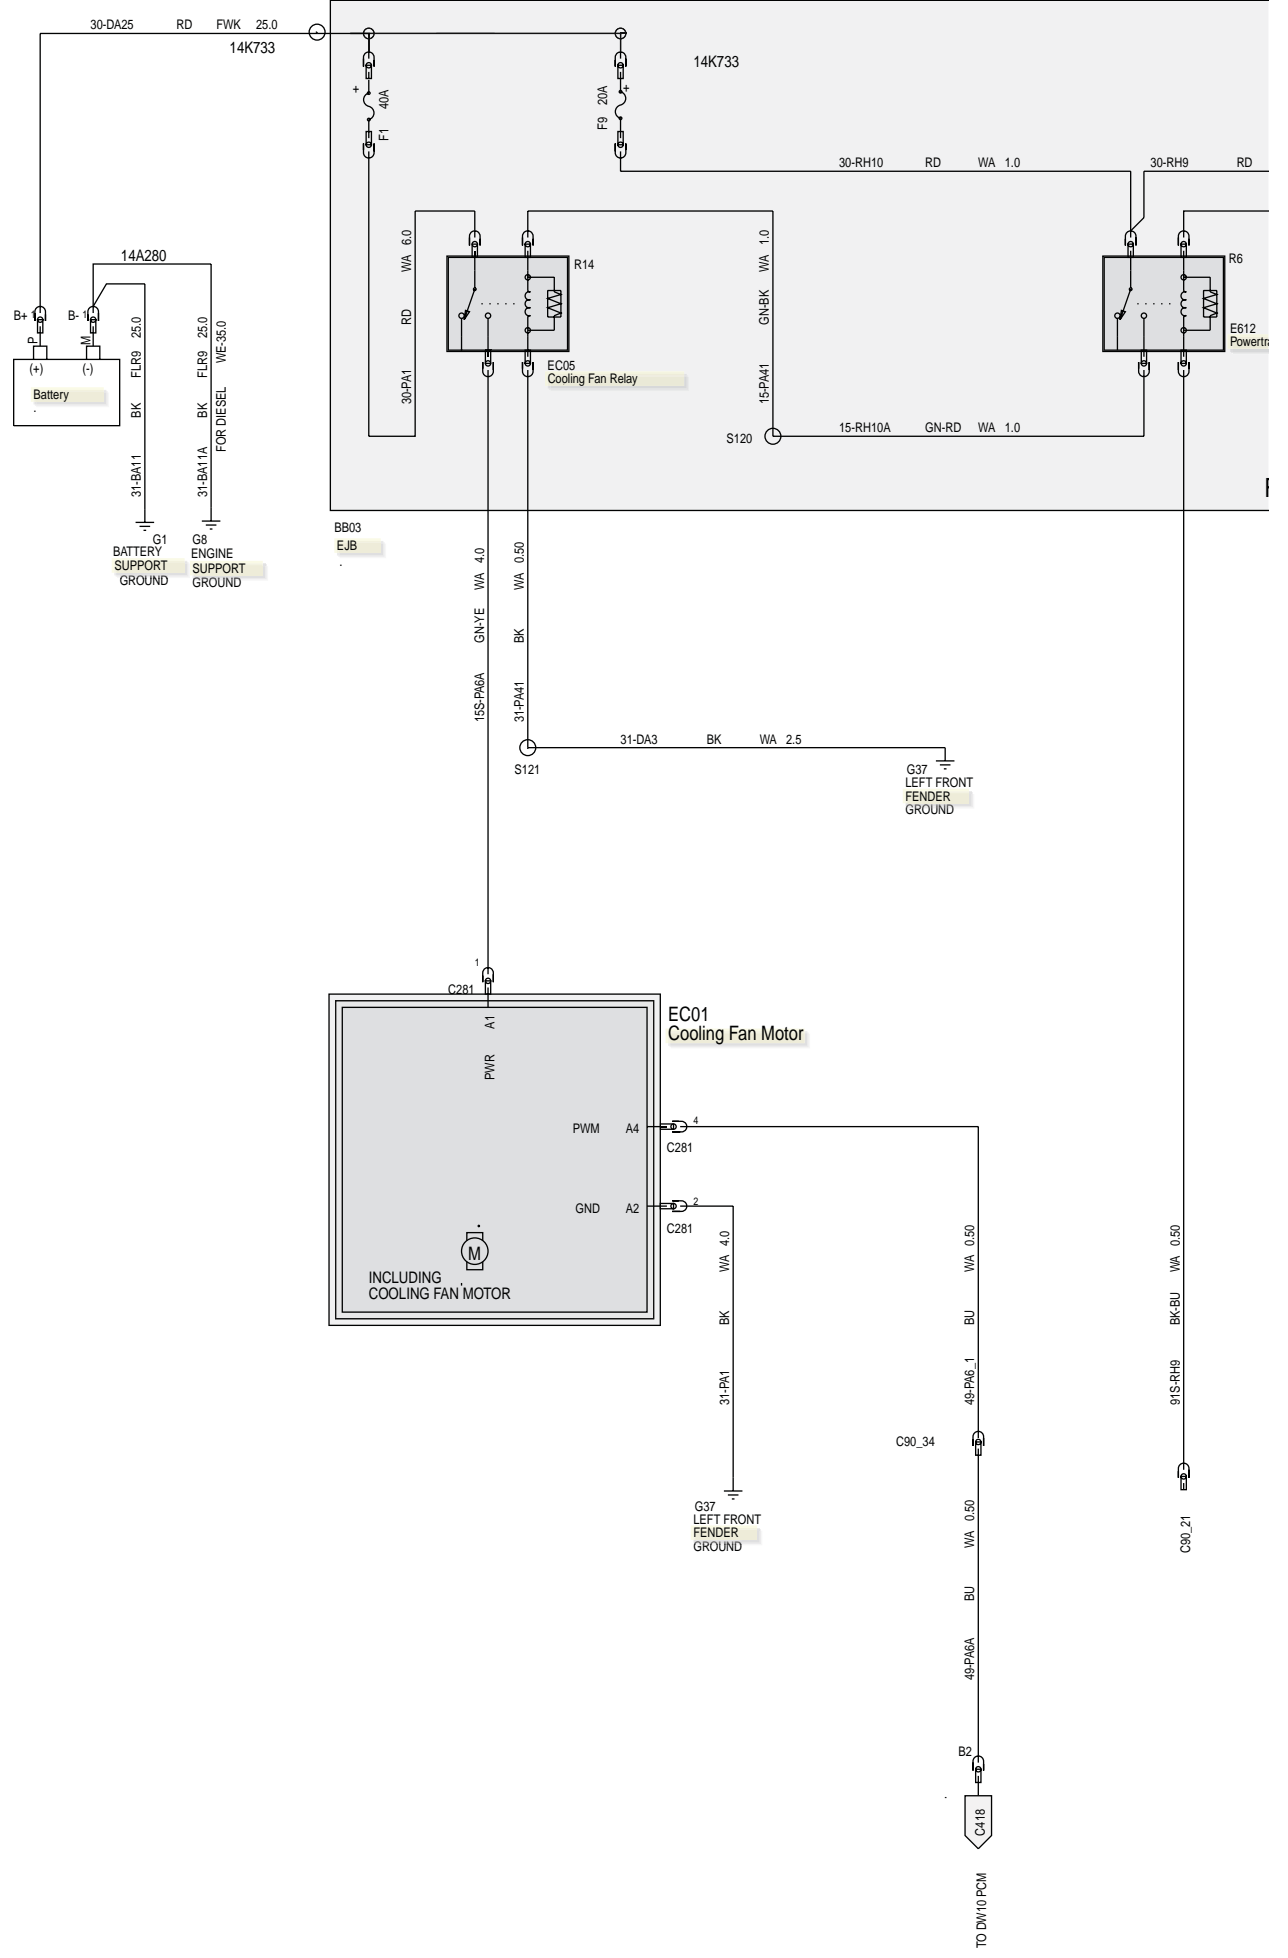 30-DA25 RD FWK 25.0
14K733
14K733
+ 40A F1
F9 20A +
30-RH10 RD WA 1.0
30-RH9 RD
14A280
B+ 1 B- 1
P M
(+) (-)
Battery
31-BA11 BK FLR9 25.0
31-BA11A BK FLR9 25.0
FOR DIESEL WE-35.0
G1
BATTERY
SUPPORT
GROUND
G8
ENGINE
SUPPORT
GROUND
30-PA1 RD WA 6.0
R14
EC05
Cooling Fan Relay
15-PA41 GN-BK WA 1.0
R6
E612
S120
15-RH10A GN-RD WA 1.0
BB03
EJB
15S-PA6A GN-YE WA 4.0
31-PA41 BK WA 0.50
31-DA3 BK WA 2.5
S121
G37
LEFT FRONT
FENDER
GROUND
1
C281
A1
PWR
EC01
Cooling Fan Motor
PWM A4
4
C281
GND A2
2
C281
M
INCLUDING
COOLING FAN MOTOR
31-PA1 BK WA 4.0
49-PA6_1 BU WA 0.50
91S-RH9 BK-BU WA 0.50
C90_34
C90_21
G37
LEFT FRONT
FENDER
GROUND
49-PA6A BU WA 0.50
B2
C418
TO DW10 PCM